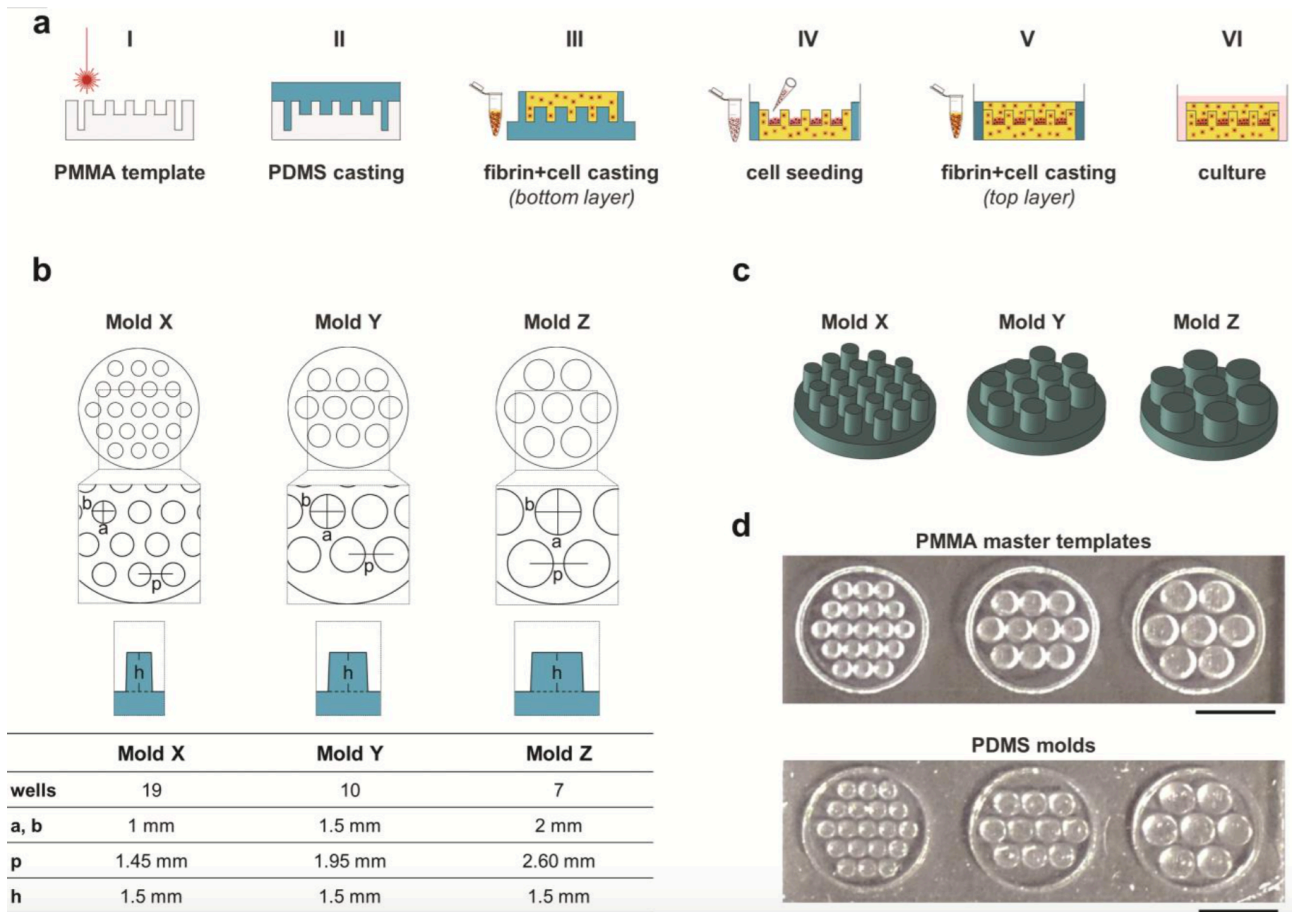 a
I II III IV V VI
PMMA template PDMS casting fibrin+cell casting cell seeding fibrin+cell casting culture
(bottom layer) (top layer)
b
Mold X Mold Y Mold Z
b b b
a a a
p p p
h h h
Mold X Mold Y Mold Z
wells 19 10 7
a, b 1 mm 1.5 mm 2 mm
p 1.45 mm 1.95 mm 2.60 mm
h 1.5 mm 1.5 mm 1.5 mm
c
Mold X Mold Y Mold Z
d
PMMA master templates
PDMS molds